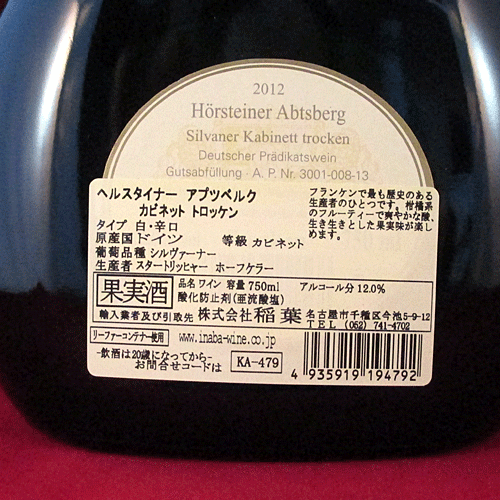 2012
Hörsteiner Abtsberg
Silvaner Kabinett trocken
Deutscher Prädikatswein
Gutsabfüllung · A. P. Nr. 3001-008-13
ヘルスタイナー アプツベルク
カビネット トロッケン
タイプ 白・辛口
原産国 ドイツ 等級 カビネット
葡萄品種 シルヴァーナー
生産者 スタートリッヒャー ホーフケラー
フランケンで最も歴史のある
生産者のひとつです。柑橘系
のフルーティーで爽やかな酸、
生き生きとした果実味が楽し
めます。
果実酒
品名 ワイン 容量 750ml アルコール分 12.0%
酸化防止剤(亜硫酸塩)
輸入業者及び引取先 株式会社 稲葉 名古屋市千種区今池5-9-12
TEL (052) 741-4702
リーファーコンテナー使用 www.inaba-wine.co.jp
-飲酒は20歳になってから-
お問合せコードは KA-479
4 935919 194792